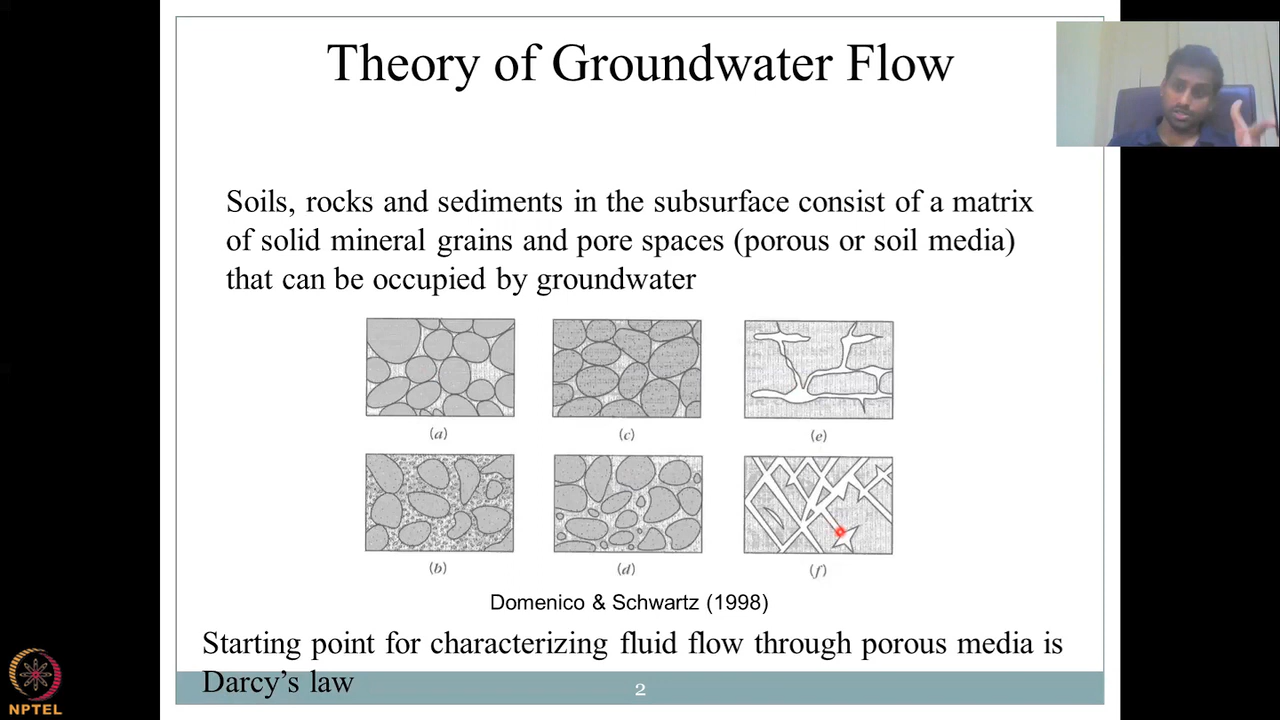 Theory of Groundwater Flow
Soils, rocks and sediments in the subsurface consist of a matrix
of solid mineral grains and pore spaces (porous or soil media)
that can be occupied by groundwater
(a)
(c)
(e)
(b)
(d)
(f)
Domenico & Schwartz (1998)
Starting point for characterizing fluid flow through porous media is
Darcy’s law
2
NPTEL